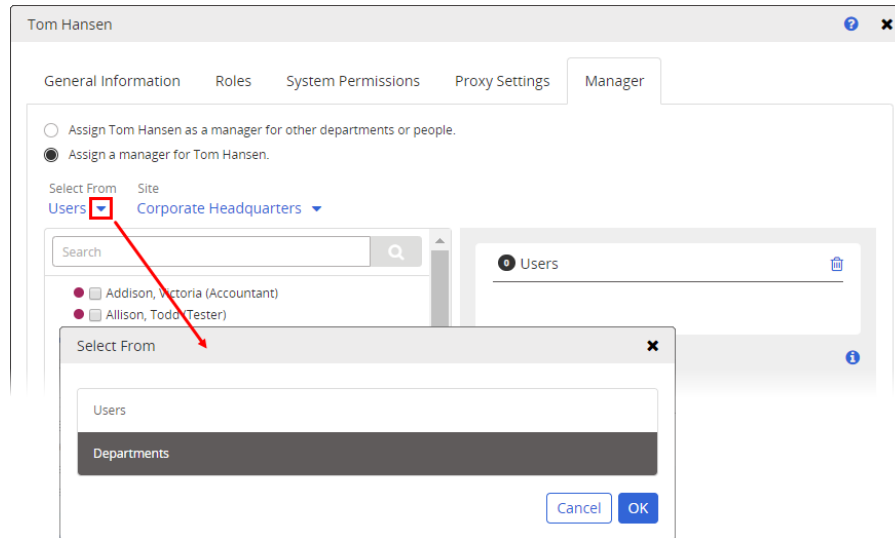 Tom Hansen
General Information Roles System Permissions Proxy Settings Manager
Assign Tom Hansen as a manager for other departments or people.
Assign a manager for Tom Hansen.
Select From Site
Users Corporate Headquarters
Search
0 Users
Addison, Victoria (Accountant)
Allison, Todd (Tester)
Select From
Users
Departments
Cancel OK